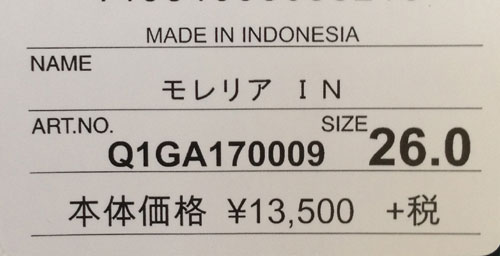 MADE IN INDONESIA
NAME
モレリア IN
ART.NO. SIZE
Q1GA170009 26.0
本体価格 ¥13,500 +税